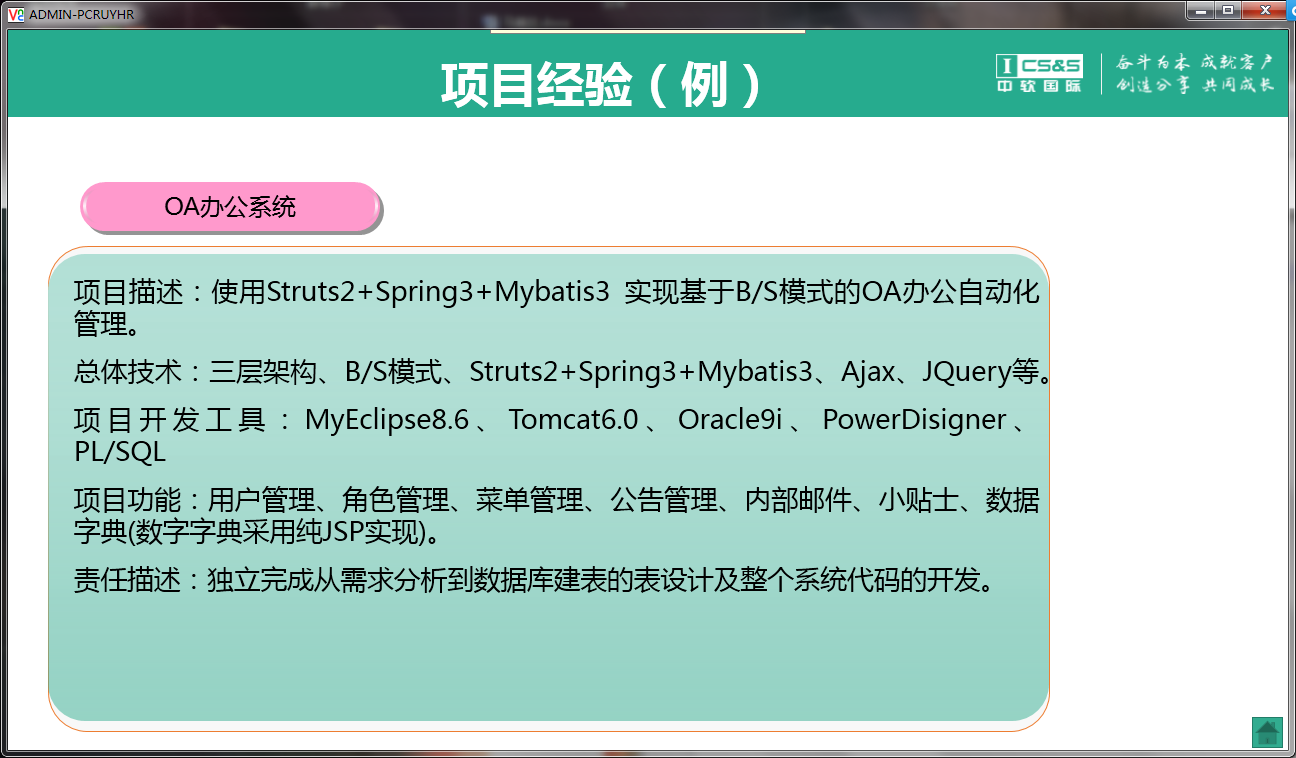 ADMIN-PCRUYHR
项目经验（例）
I CS&S
中软国际
奋斗为本 成就客户
创造分享 共同成长
OA办公系统
项目描述：使用Struts2+Spring3+Mybatis3 实现基于B/S模式的OA办公自动化
管理。
总体技术：三层架构、B/S模式、Struts2+Spring3+Mybatis3、Ajax、JQuery等。
项目开发工具：MyEclipse8.6、Tomcat6.0、Oracle9i、PowerDisigner、
PL/SQL
项目功能：用户管理、角色管理、菜单管理、公告管理、内部邮件、小贴士、数据
字典(数字字典采用纯JSP实现)。
责任描述：独立完成从需求分析到数据库建表的表设计及整个系统代码的开发。